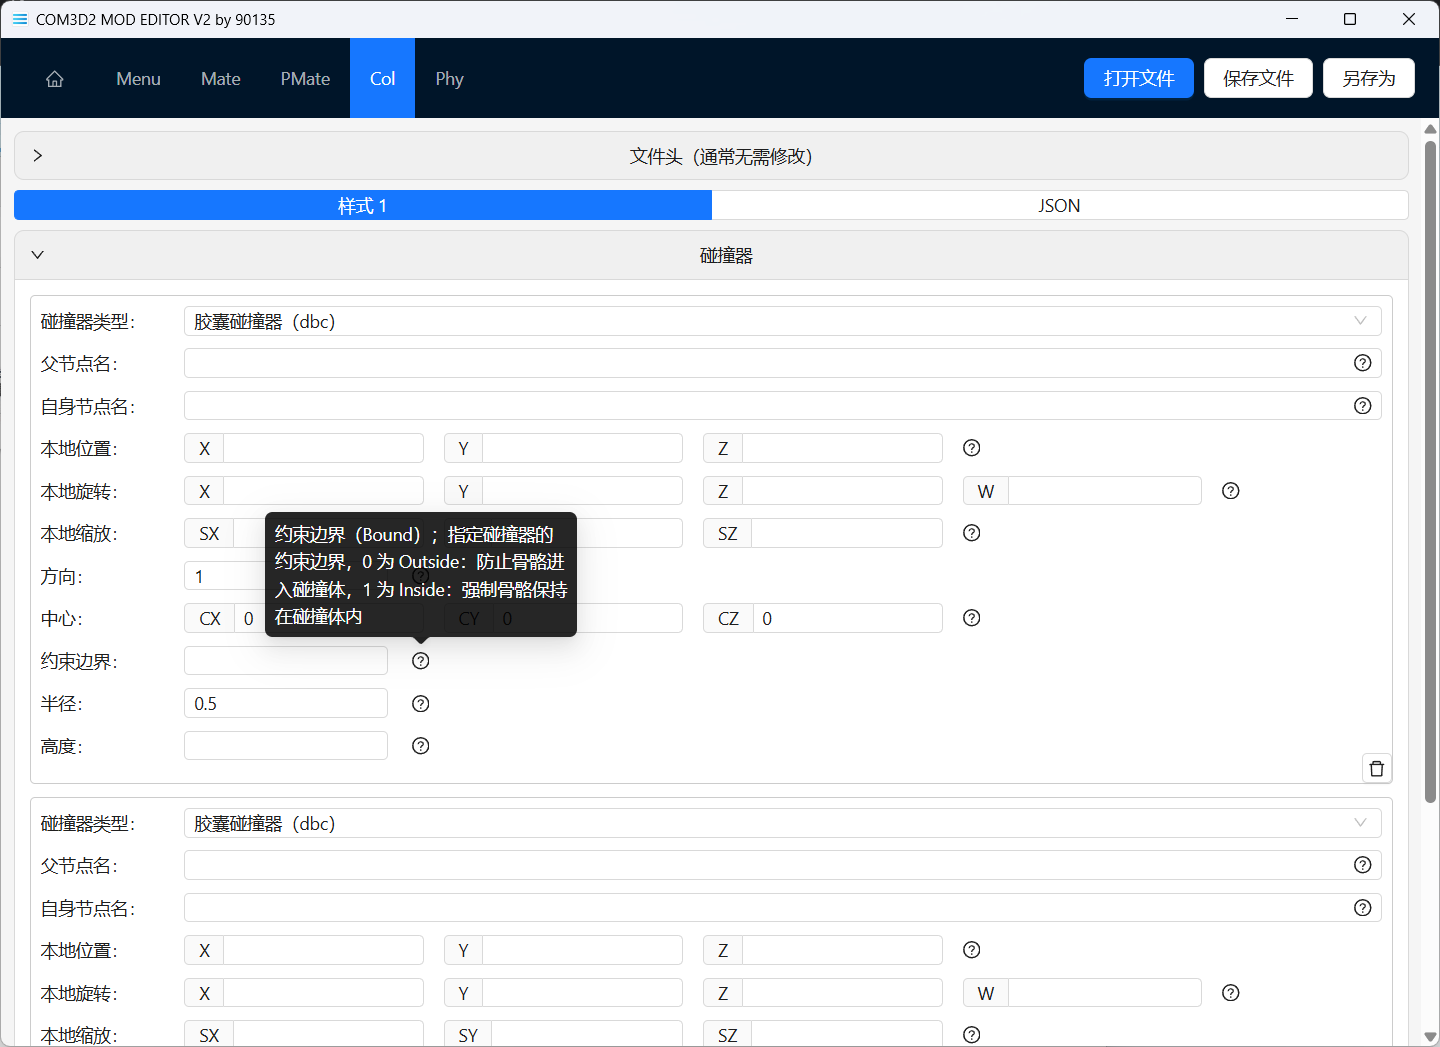 COM3D2 MOD EDITOR V2 by 90135
Menu Mate PMate Col Phy 打开文件 保存文件 另存为
文件头（通常无需修改）
样式 1 JSON
碰撞器
碰撞器类型： 胶囊碰撞器（dbc）
父节点名：
自身节点名：
本地位置： X Y Z
本地旋转： X Y Z W
本地缩放： SX SZ
约束边界（Bound）；指定碰撞器的
约束边界，0 为 Outside：防止骨骼进
入碰撞体，1 为 Inside：强制骨骼保持
在碰撞体内
方向： 1
中心： CX 0 CY 0 CZ 0
约束边界：
半径： 0.5
高度：
碰撞器类型： 胶囊碰撞器（dbc）
父节点名：
自身节点名：
本地位置： X Y Z
本地旋转： X Y Z W
本地缩放： SX SY SZ